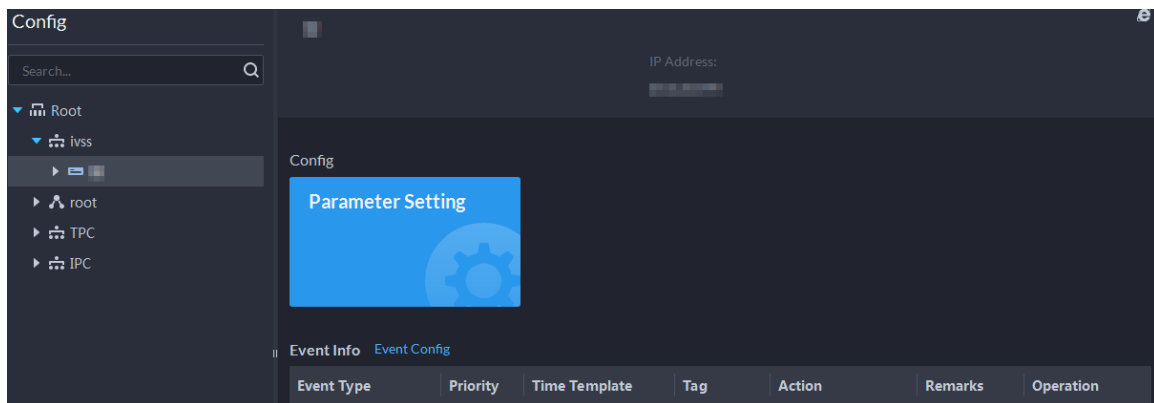 Config
Search...
Root
ivss
root
TPC
IPC
IP Address:
Config
Parameter Setting
Event Info Event Config
Event Type Priority Time Template Tag Action Remarks Operation